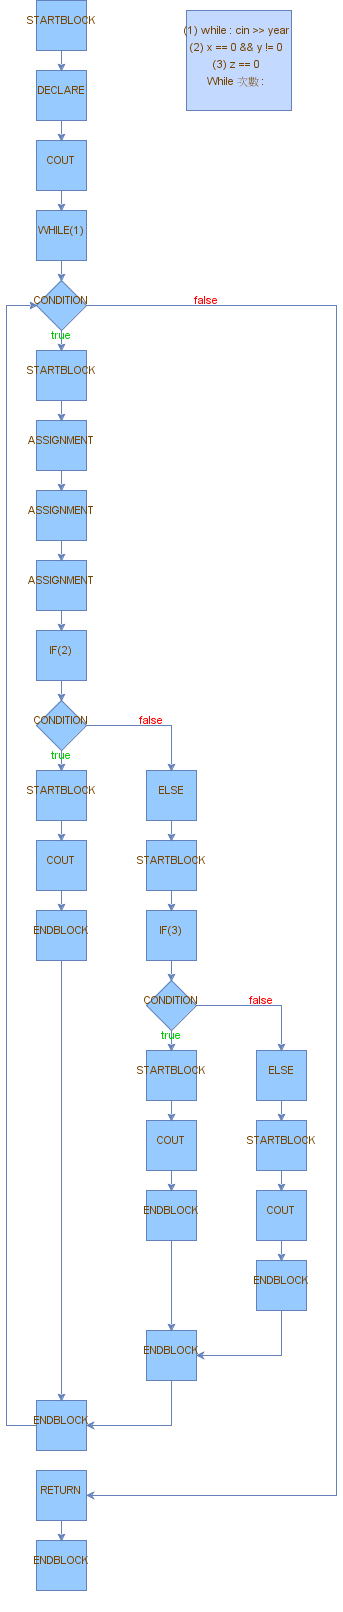 STARTBLOCK
(1) while : cin >> year
(2) x == 0 && y != 0
(3) z == 0
While 次數 :
DECLARE
COUT
WHILE(1)
CONDITION
false
true
STARTBLOCK
ASSIGNMENT
ASSIGNMENT
ASSIGNMENT
IF(2)
CONDITION
false
true
STARTBLOCK
ELSE
COUT
STARTBLOCK
ENDBLOCK
IF(3)
CONDITION
false
true
STARTBLOCK
ELSE
COUT
STARTBLOCK
ENDBLOCK
COUT
ENDBLOCK
ENDBLOCK
ENDBLOCK
RETURN
ENDBLOCK